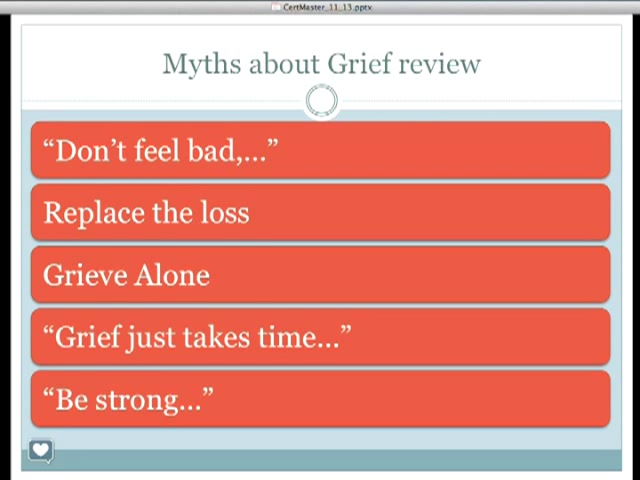 CertMaster_11_13.pptx
Myths about Grief review
“Don’t feel bad,...”
Replace the loss
Grieve Alone
“Grief just takes time...”
“Be strong...”